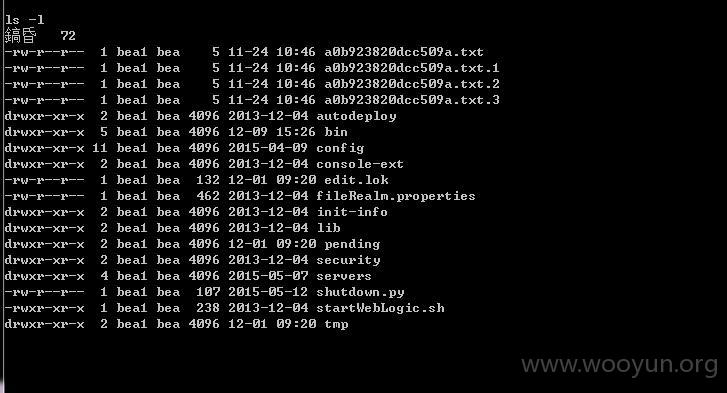 ls -l
鎬昏   72
-rw-r--r--  1 bea1 bea    5 11-24 10:46 a0b923820dcc509a.txt
-rw-r--r--  1 bea1 bea    5 11-24 10:46 a0b923820dcc509a.txt.1
-rw-r--r--  1 bea1 bea    5 11-24 10:46 a0b923820dcc509a.txt.2
-rw-r--r--  1 bea1 bea    5 11-24 10:46 a0b923820dcc509a.txt.3
drwxr-xr-x  2 bea1 bea 4096 2013-12-04 autodeploy
drwxr-xr-x  5 bea1 bea 4096 12-09 15:26 bin
drwxr-xr-x 11 bea1 bea 4096 2015-04-09 config
drwxr-xr-x  2 bea1 bea 4096 2013-12-04 console-ext
-rw-r--r--  1 bea1 bea  132 12-01 09:20 edit.lok
-rw-r--r--  1 bea1 bea  462 2013-12-04 fileRealm.properties
drwxr-xr-x  2 bea1 bea 4096 2013-12-04 init-info
drwxr-xr-x  2 bea1 bea 4096 2013-12-04 lib
drwxr-xr-x  2 bea1 bea 4096 12-01 09:20 pending
drwxr-xr-x  2 bea1 bea 4096 2013-12-04 security
drwxr-xr-x  4 bea1 bea 4096 2015-05-07 servers
-rw-r--r--  1 bea1 bea  107 2015-05-12 shutdown.py
-rwxr-xr-x  1 bea1 bea  238 2013-12-04 startWebLogic.sh
drwxr-xr-x  2 bea1 bea 4096 12-01 09:20 tmp
www.wooyun.org